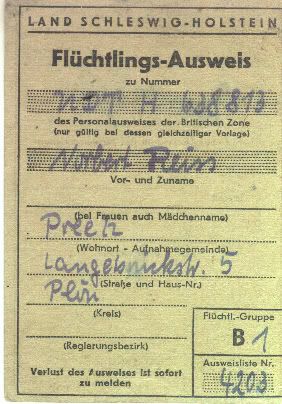 LAND SCHLESWIG-HOLSTEIN
Flüchtlings-Ausweis
zu Nummer
H 638813
des Personalausweises der Britischen Zone
(nur gültig bei dessen gleichzeitiger Vorlage)
Norbert
Vor- und Zuname
(bei Frauen auch Mädchenname)
Preetz
(Wohnort - Aufnahmegemeinde)
5
(Straße und Haus-Nr.)
Plön
(Kreis)
(Regierungsbezirk)
Flüchtl.-Gruppe
B 1
Ausweisliste Nr.
4203
Verlust des Ausweises ist sofort
zu melden